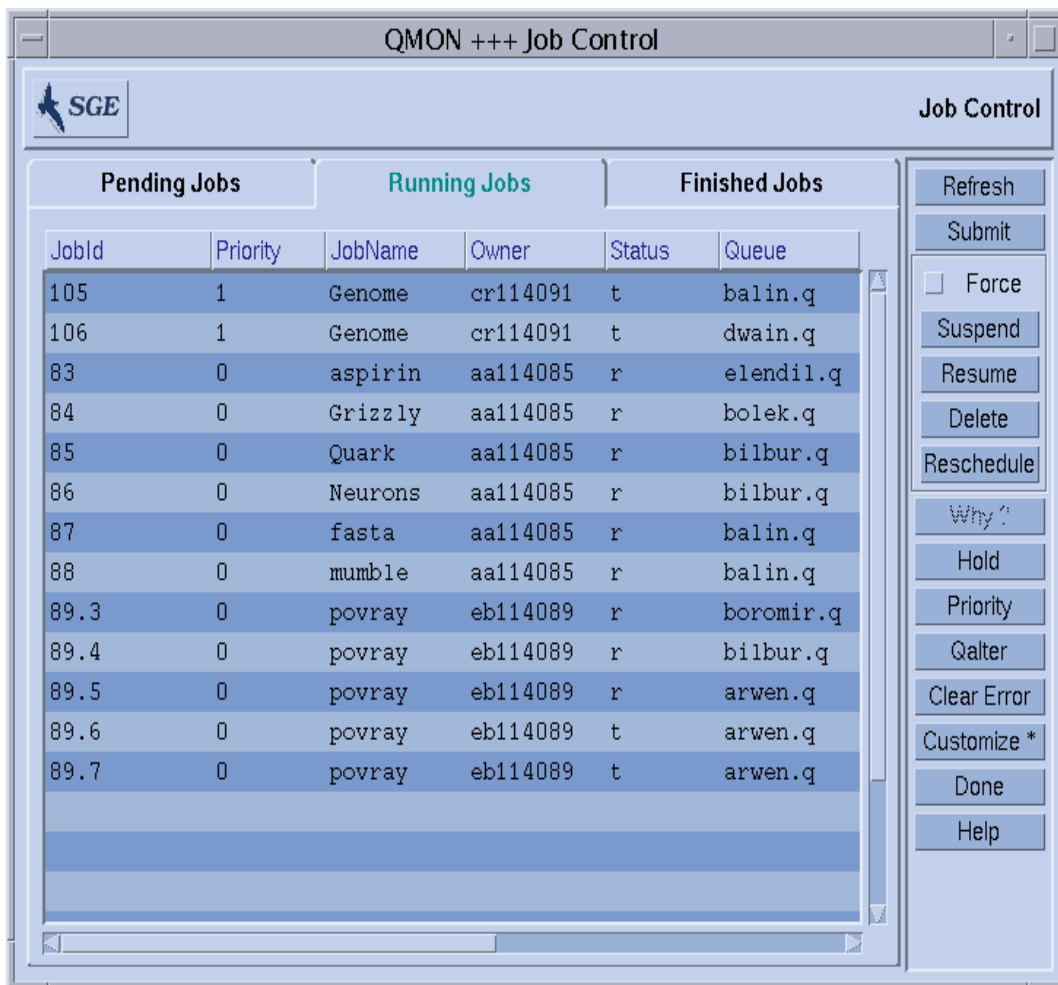 QMON +++ Job Control
SGE
Job Control
Pending Jobs Running Jobs Finished Jobs
JobId Priority JobName Owner Status Queue
105 1 Genome cr114091 t balin.q
106 1 Genome cr114091 t dwain.q
83 0 aspirin aa114085 r elendil.q
84 0 Grizzly aa114085 r bolek.q
85 0 Quark aa114085 r bilbur.q
86 0 Neurons aa114085 r bilbur.q
87 0 fasta aa114085 r balin.q
88 0 mumble aa114085 r balin.q
89.3 0 povray eb114089 r boromir.q
89.4 0 povray eb114089 r bilbur.q
89.5 0 povray eb114089 r arwen.q
89.6 0 povray eb114089 t arwen.q
89.7 0 povray eb114089 t arwen.q
Refresh
Submit
Force
Suspend
Resume
Delete
Reschedule
Why ?
Hold
Priority
Qalter
Clear Error
Customize *
Done
Help